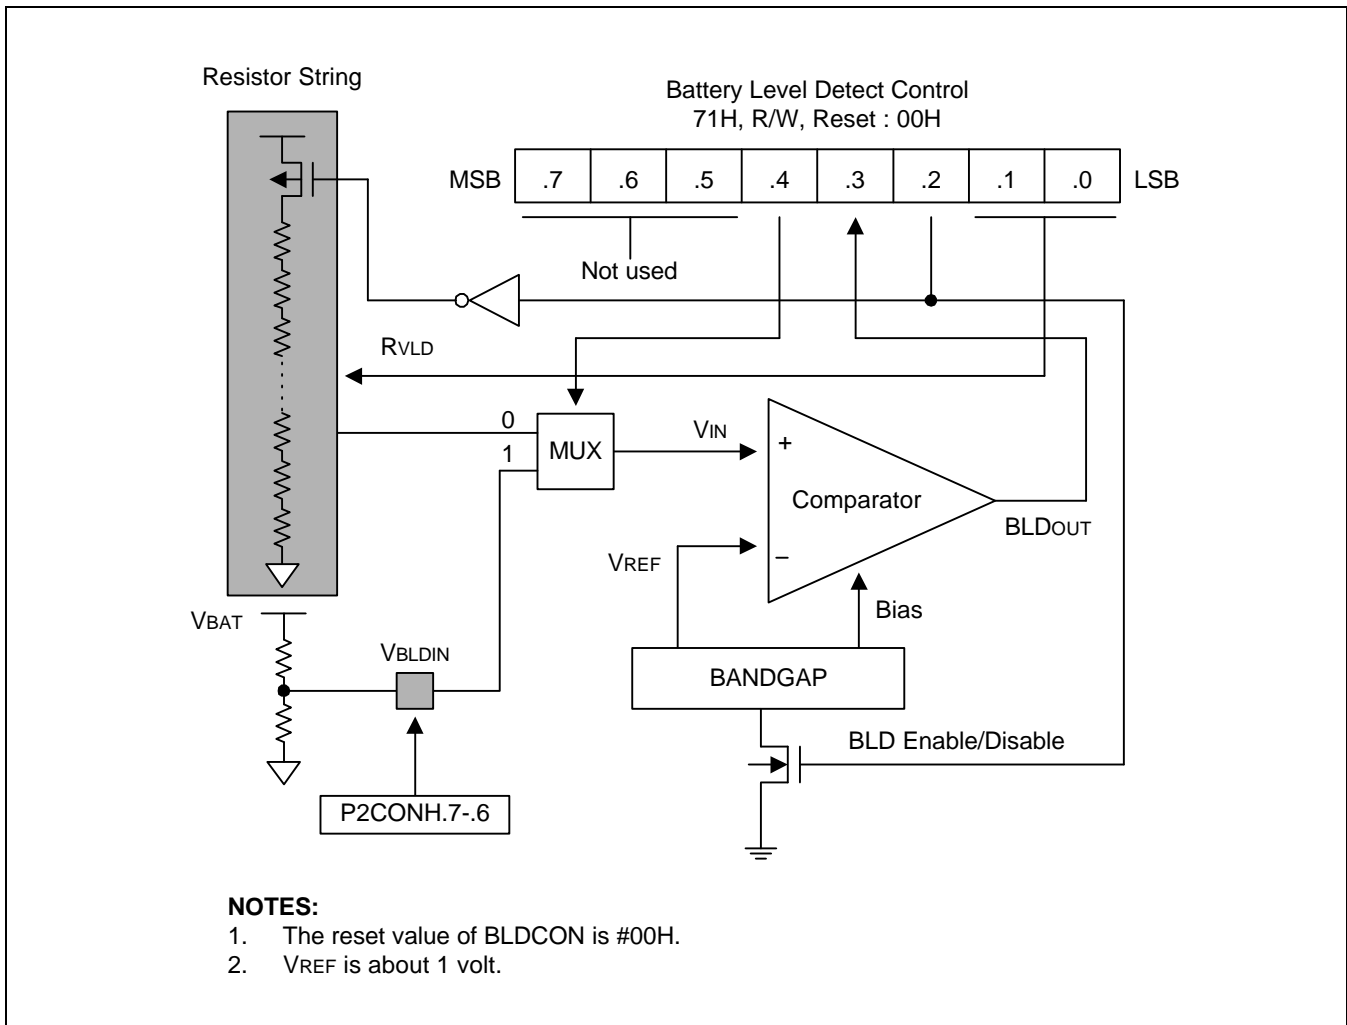 Resistor String
Battery Level Detect Control
71H, R/W, Reset : 00H
MSB .7 .6 .5 .4 .3 .2 .1 .0 LSB
Not used
RVLD
0
1
MUX
VIN
+
Comparator
−
BLDOUT
VREF
Bias
VBAT
VBLDIN
BANDGAP
BLD Enable/Disable
P2CONH.7-.6
NOTES:
1. The reset value of BLDCON is #00H.
2. VREF is about 1 volt.